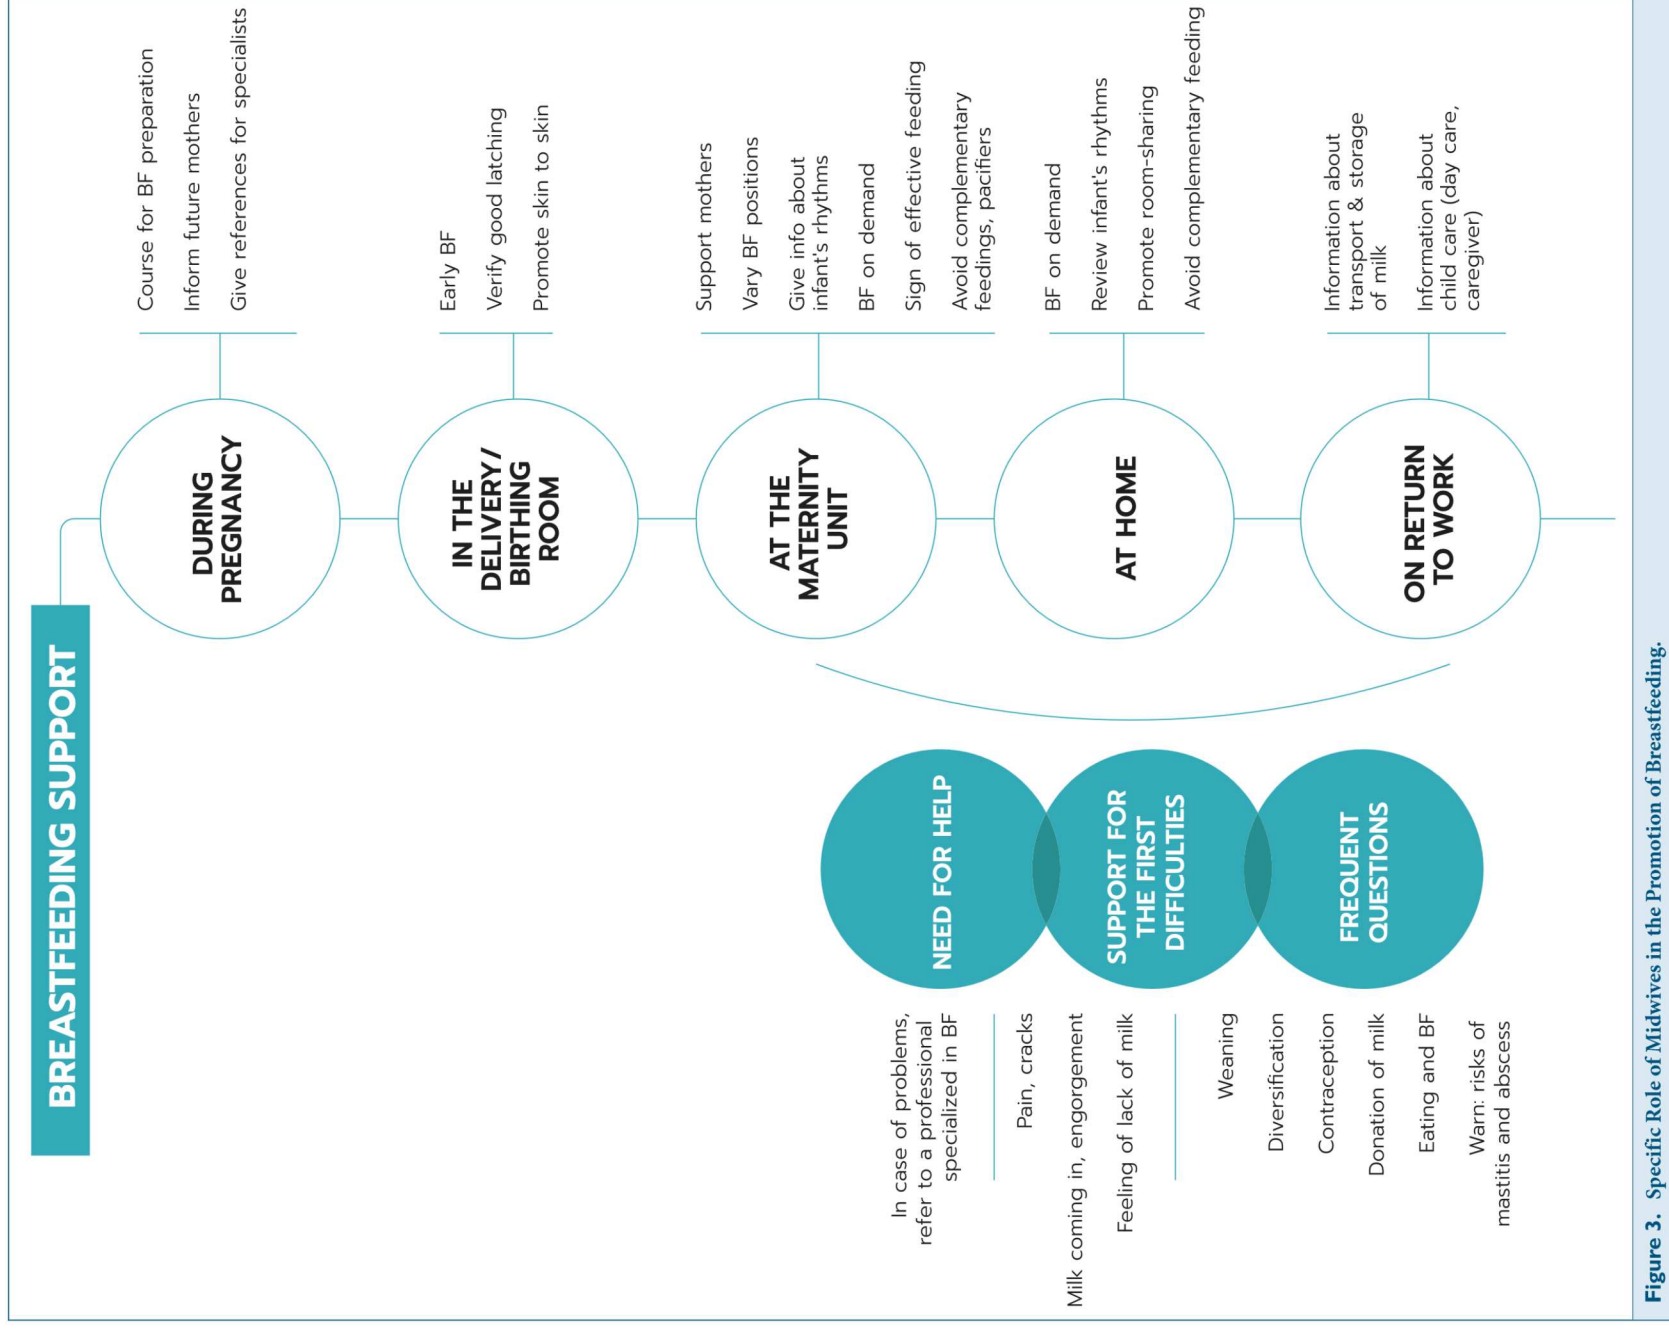 BREASTFEEDING SUPPORT
DURING
PREGNANCY
Course for BF preparation
Inform future mothers
Give references for specialists
IN THE
DELIVERY/
BIRTHING
ROOM
Early BF
Verify good latching
Promote skin to skin
AT THE
MATERNITY
UNIT
Support mothers
Vary BF positions
Give info about
infant's rhythms
BF on demand
Sign of effective feeding
Avoid complementary
feedings, pacifiers
AT HOME
BF on demand
Review infant's rhythms
Promote room-sharing
Avoid complementary feeding
ON RETURN
TO WORK
Information about
transport & storage
of milk
Information about
child care (day care,
caregiver)
NEED FOR HELP
In case of problems,
refer to a professional
specialized in BF
SUPPORT FOR
THE FIRST
DIFFICULTIES
Pain, cracks
Milk coming in, engorgement
Feeling of lack of milk
FREQUENT
QUESTIONS
Weaning
Diversification
Contraception
Donation of milk
Eating and BF
Warn: risks of
mastitis and abscess
Figure 3. Specific Role of Midwives in the Promotion of Breastfeeding.